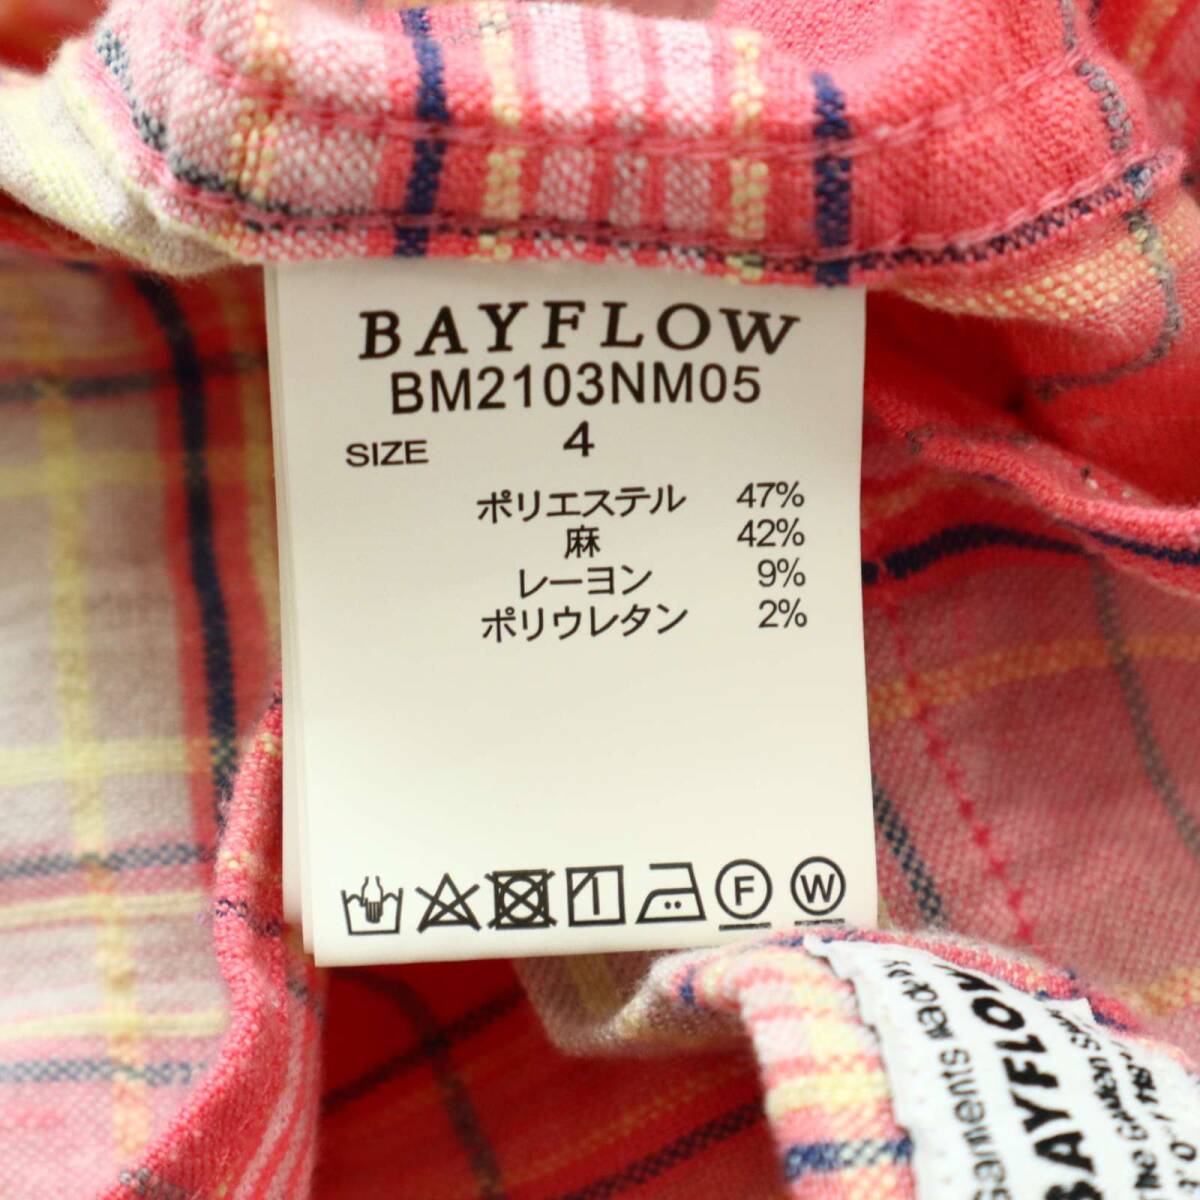 BAYFLOW
BM2103NM05
SIZE 4
ポリエステル 47%
麻 42%
レーヨン 9%
ポリウレタン 2%
F W
BAYFLOW